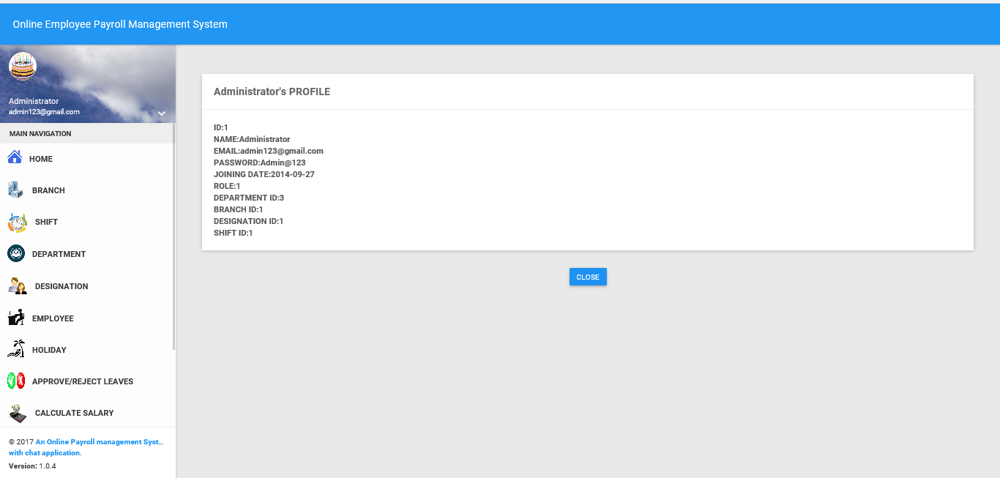 Online Employee Payroll Management System
Administrator
admin123@gmail.com
MAIN NAVIGATION
HOME
BRANCH
SHIFT
DEPARTMENT
DESIGNATION
EMPLOYEE
HOLIDAY
APPROVE/REJECT LEAVES
CALCULATE SALARY
© 2017 An Online Payroll management Syst...
with chat application.
Version: 1.0.4
Administrator's PROFILE
ID:1
NAME:Administrator
EMAIL:admin123@gmail.com
PASSWORD:Admin@123
JOINING DATE:2014-09-27
ROLE:1
DEPARTMENT ID:3
BRANCH ID:1
DESIGNATION ID:1
SHIFT ID:1
CLOSE